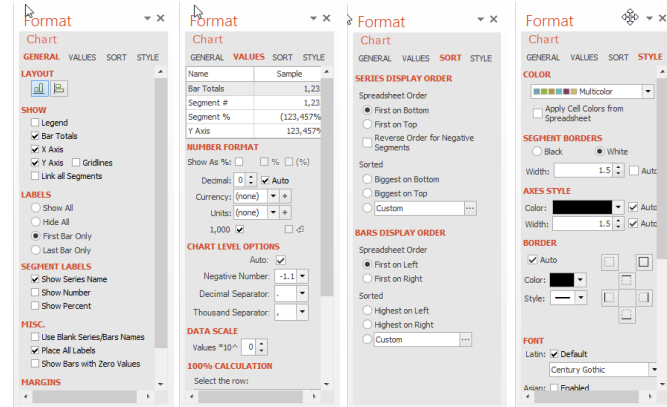 Format
Chart
GENERAL VALUES SORT STYLE
LAYOUT
SHOW
Legend
Bar Totals
X Axis
Y Axis Gridlines
Link all Segments
LABELS
Show All
Hide All
First Bar Only
Last Bar Only
SEGMENT LABELS
Show Series Name
Show Number
Show Percent
MISC.
Use Blank Series/Bars Names
Place All Labels
Show Bars with Zero Values
MARGINS
Format
Chart
GENERAL VALUES SORT STYLE
Name Sample
Bar Totals 1,23
Segment # 1,23
Segment % (123,457%
Y Axis 123,457%
NUMBER FORMAT
Show As %: % (%)
Decimal: 0 Auto
Currency: (none) +
Units: (none) +
1,000
CHART LEVEL OPTIONS
Auto:
Negative Number: -1.1
Decimal Separator: .
Thousand Separator: ,
DATA SCALE
Values *10^ 0
100% CALCULATION
Select the row:
Format
Chart
GENERAL VALUES SORT STYLE
SERIES DISPLAY ORDER
Spreadsheet Order
First on Bottom
First on Top
Reverse Order for Negative
Segments
Sorted
Biggest on Bottom
Biggest on Top
Custom ...
BARS DISPLAY ORDER
Spreadsheet Order
First on Left
First on Right
Sorted
Highest on Left
Highest on Right
Custom ...
Format
Chart
GENERAL VALUES SORT STYLE
COLOR
Multicolor
Apply Cell Colors from
Spreadsheet
SEGMENT BORDERS
Black White
Width: 1.5 Auto
AXES STYLE
Color: Auto
Width: 1.5 Auto
BORDER
Auto
Color:
Style:
FONT
Latin: Default
Century Gothic
Asian: Enabled